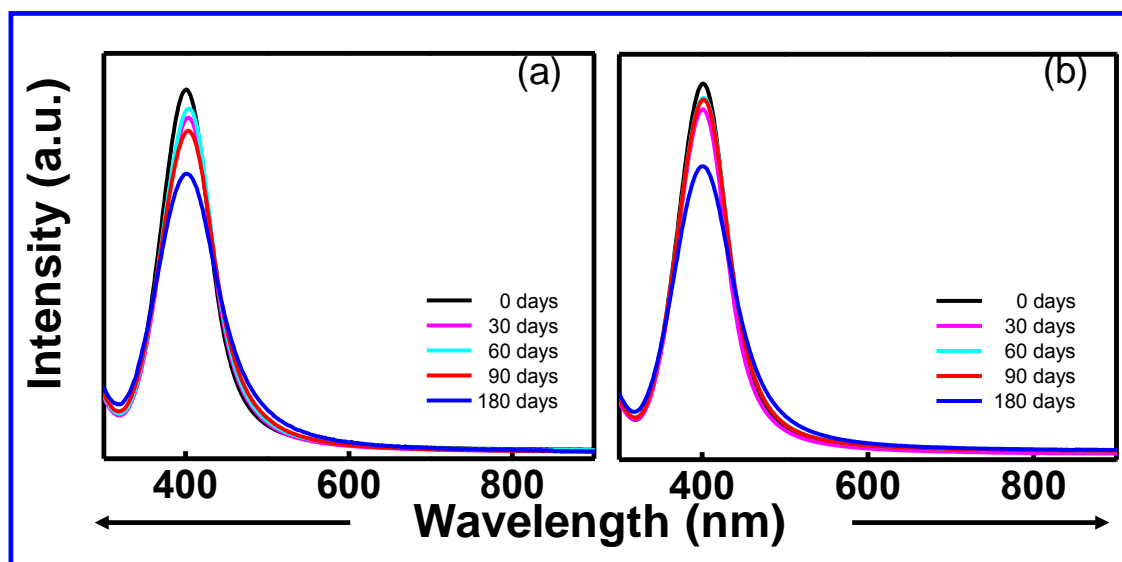 Intensity (a.u.)
(a)
0 days
30 days
60 days
90 days
180 days
400 600 800
(b)
0 days
30 days
60 days
90 days
180 days
400 600 800
Wavelength (nm)